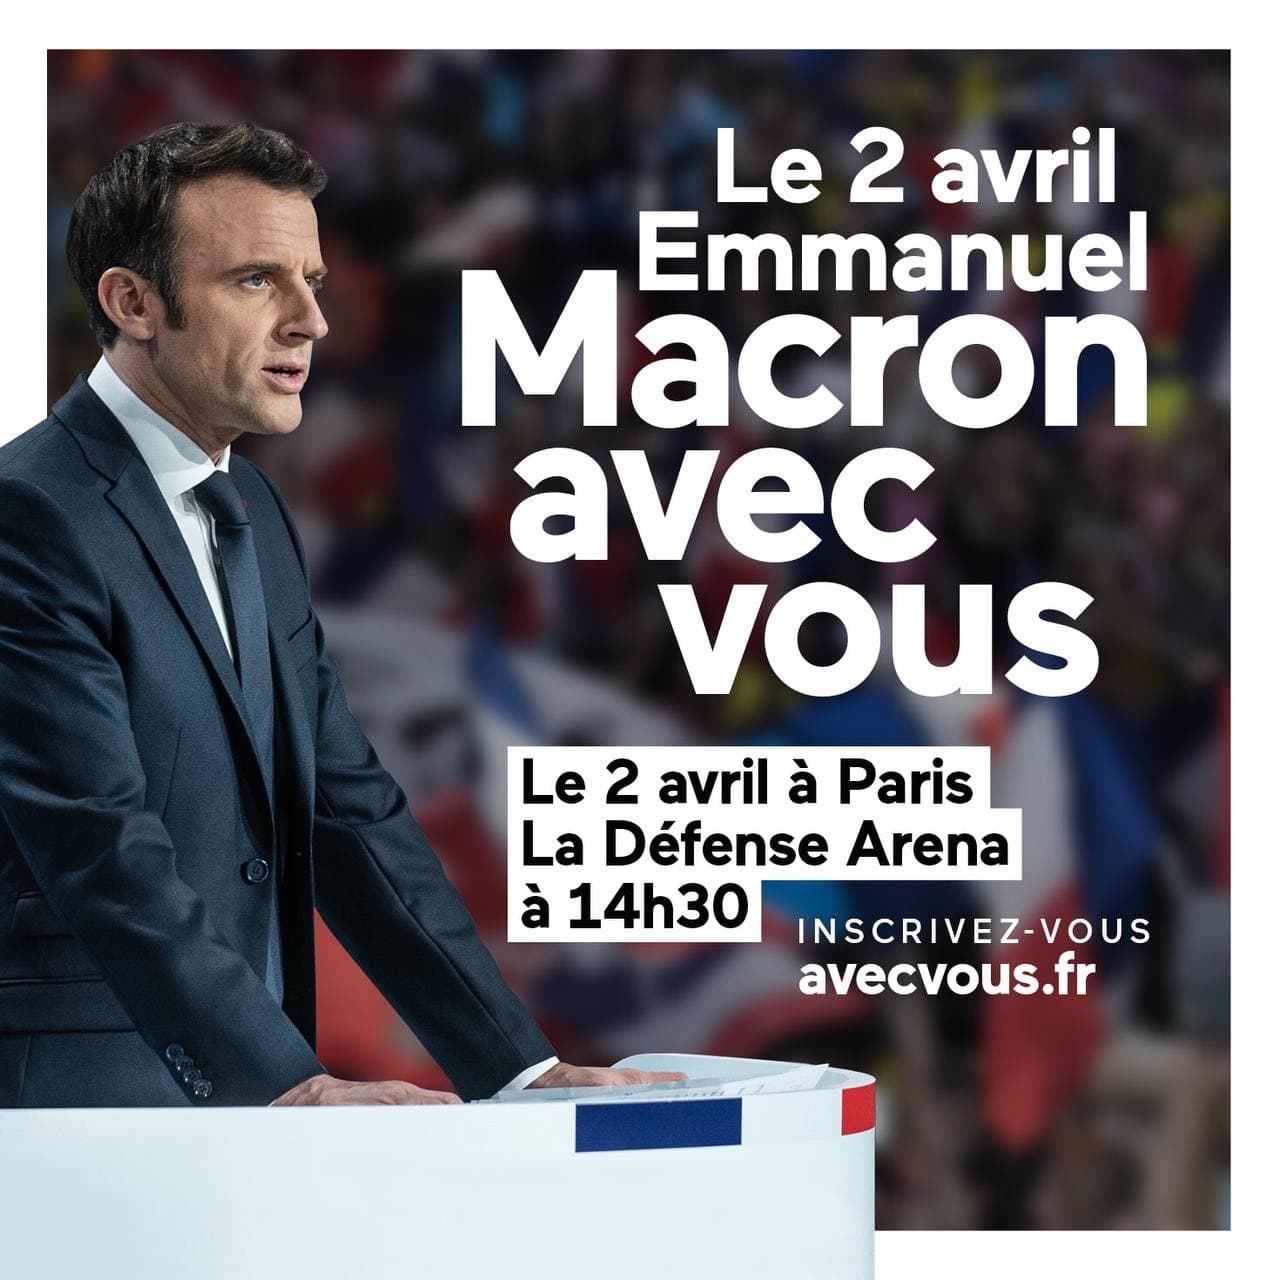 Le 2 avril
Emmanuel
Macron
avec
vous
Le 2 avril à Paris
La Défense Arena
à 14h30
INSCRIVEZ-VOUS
avecvous.fr